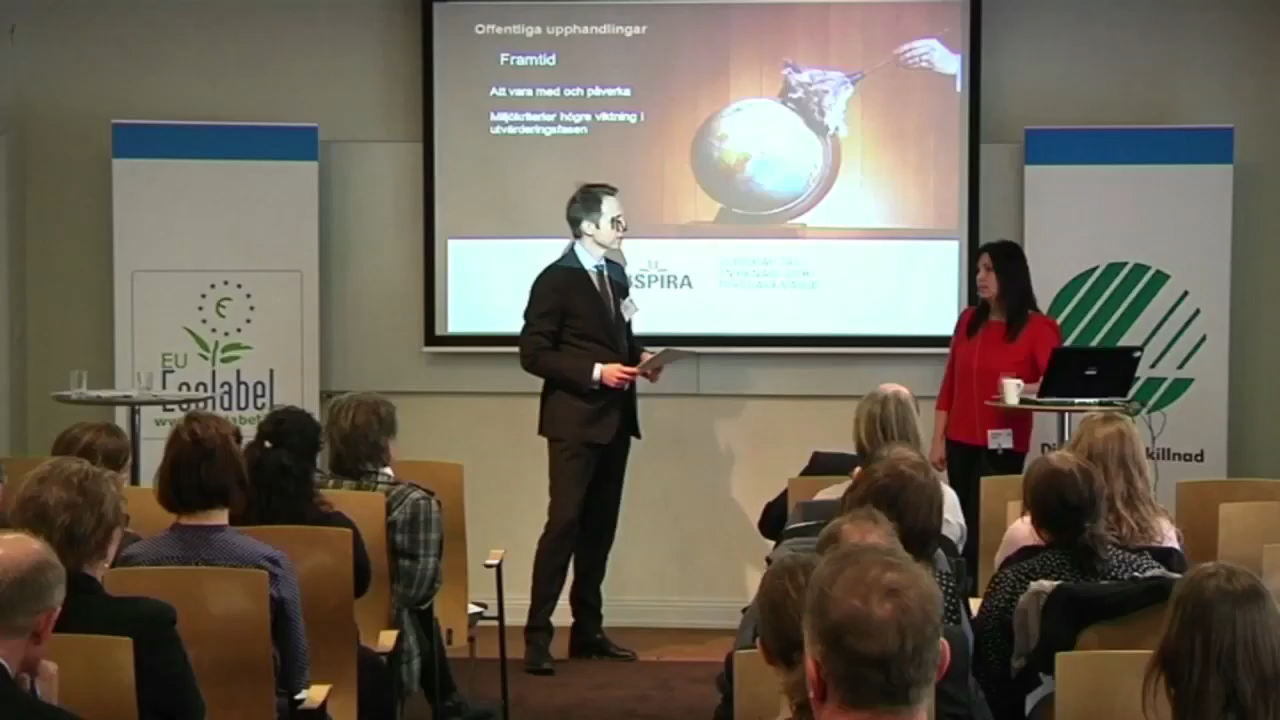 Offentliga upphandlingar
Framtid
Att vara med och påverka
Miljökriterier högre viktning i
utvärderingsfasen
SPIRA
EU
Ecolabel
killnad